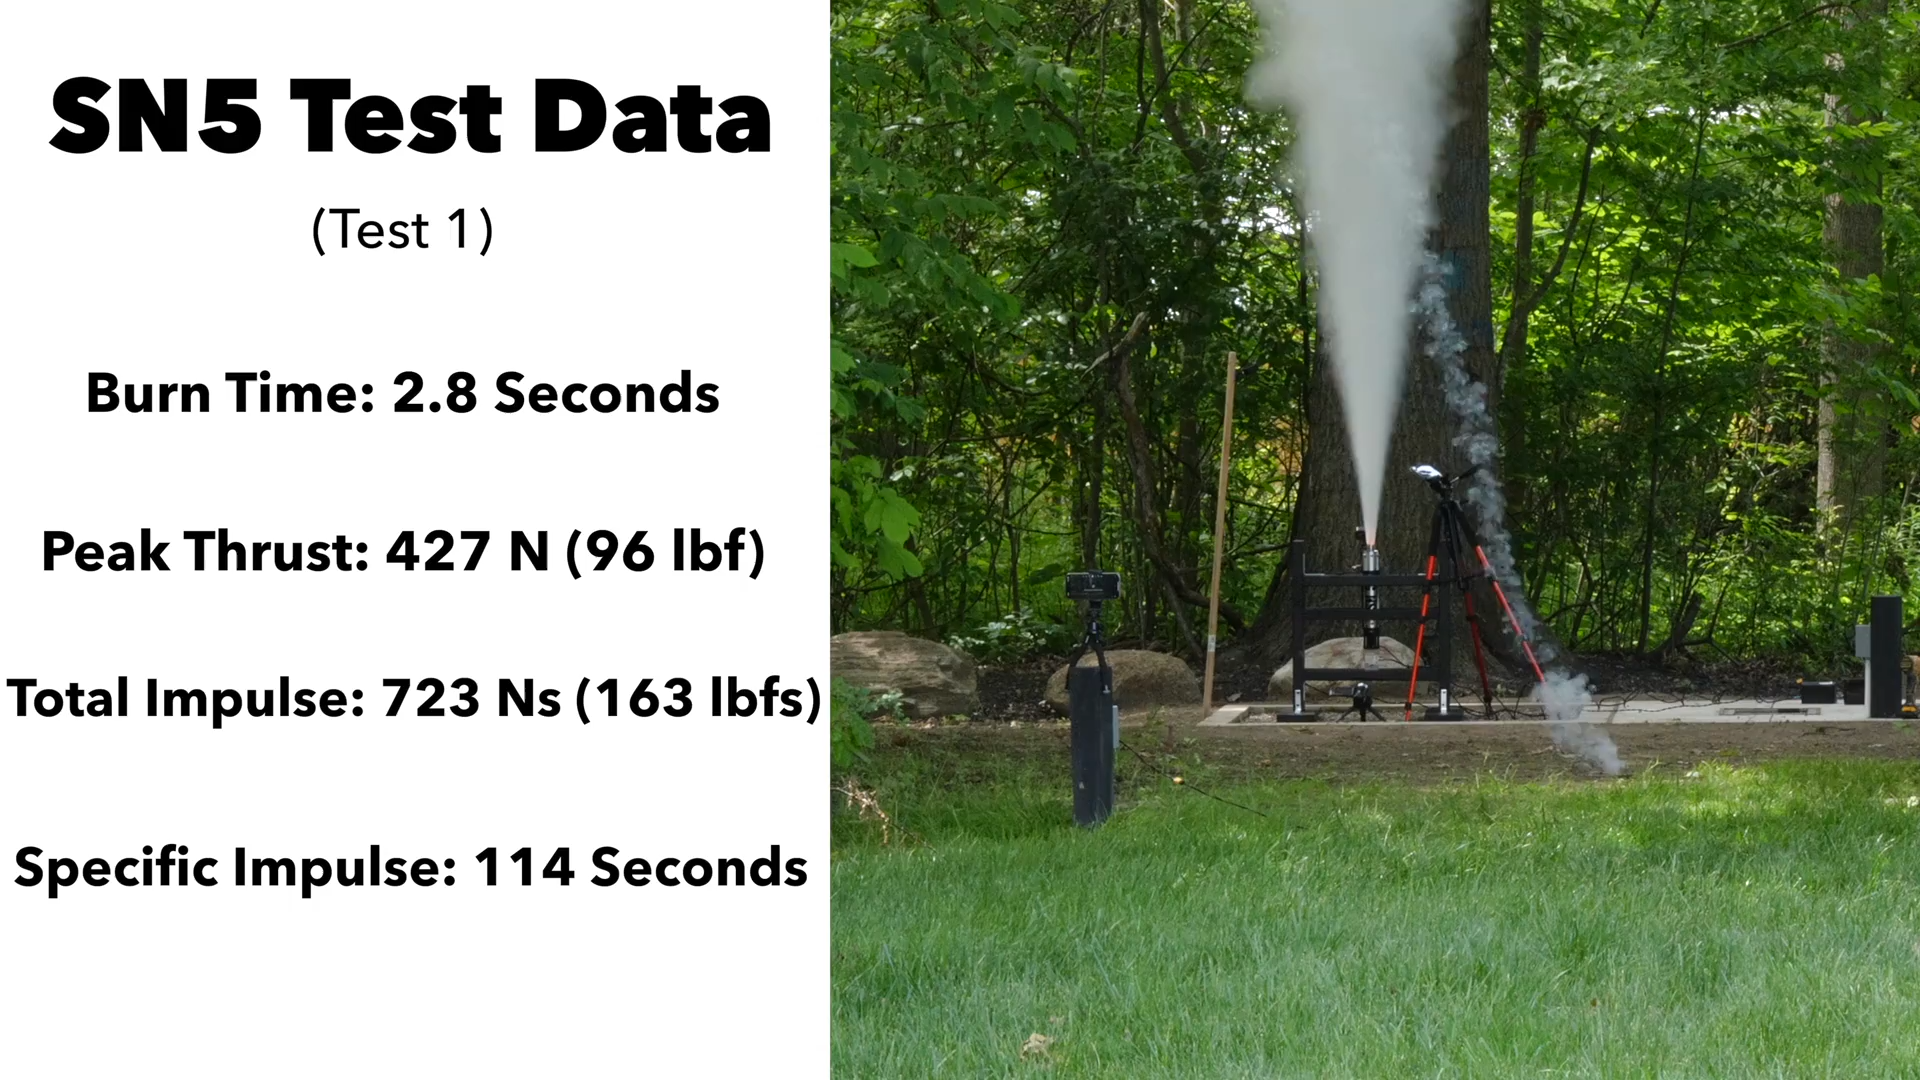 SN5 Test Data
(Test 1)
Burn Time: 2.8 Seconds
Peak Thrust: 427 N (96 lbf)
Total Impulse: 723 Ns (163 lbfs)
Specific Impulse: 114 Seconds